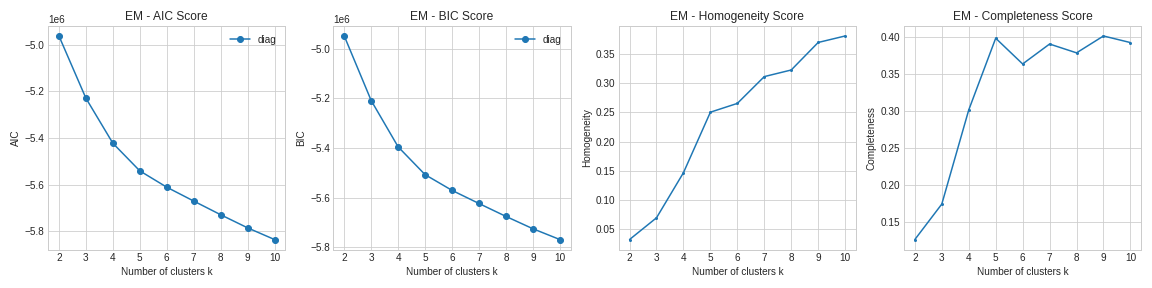 EM - AIC Score
1e6
diag
−5.0
−5.2
−5.4
−5.6
−5.8
AIC
2 3 4 5 6 7 8 9 10
Number of clusters k
EM - BIC Score
1e6
diag
−5.0
−5.2
−5.4
−5.6
−5.8
BIC
2 3 4 5 6 7 8 9 10
Number of clusters k
EM - Homogeneity Score
0.35
0.30
0.25
0.20
0.15
0.10
0.05
Homogeneity
2 3 4 5 6 7 8 9 10
Number of clusters k
EM - Completeness Score
0.40
0.35
0.30
0.25
0.20
0.15
Completeness
2 3 4 5 6 7 8 9 10
Number of clusters k